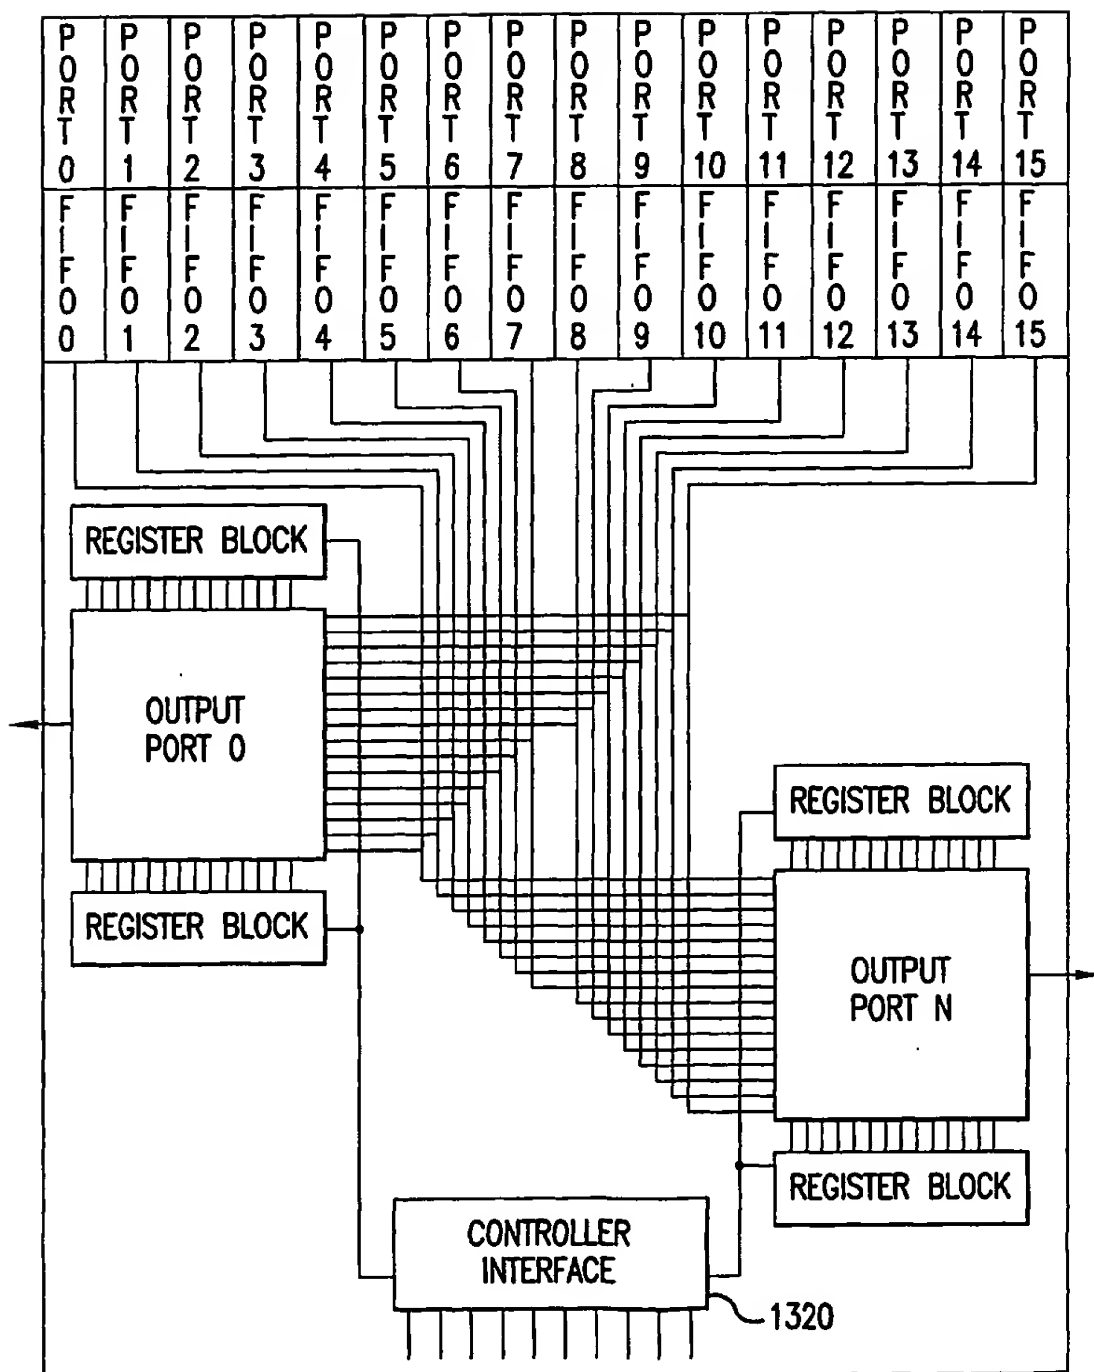 PORT 0 PORT 1 PORT 2 PORT 3 PORT 4 PORT 5 PORT 6 PORT 7 PORT 8 PORT 9 PORT 10 PORT 11 PORT 12 PORT 13 PORT 14 PORT 15
FIFO 0 FIFO 1 FIFO 2 FIFO 3 FIFO 4 FIFO 5 FIFO 6 FIFO 7 FIFO 8 FIFO 9 FIFO 10 FIFO 11 FIFO 12 FIFO 13 FIFO 14 FIFO 15
REGISTER BLOCK
OUTPUT
PORT 0
REGISTER BLOCK
REGISTER BLOCK
OUTPUT
PORT N
REGISTER BLOCK
CONTROLLER
INTERFACE
1320